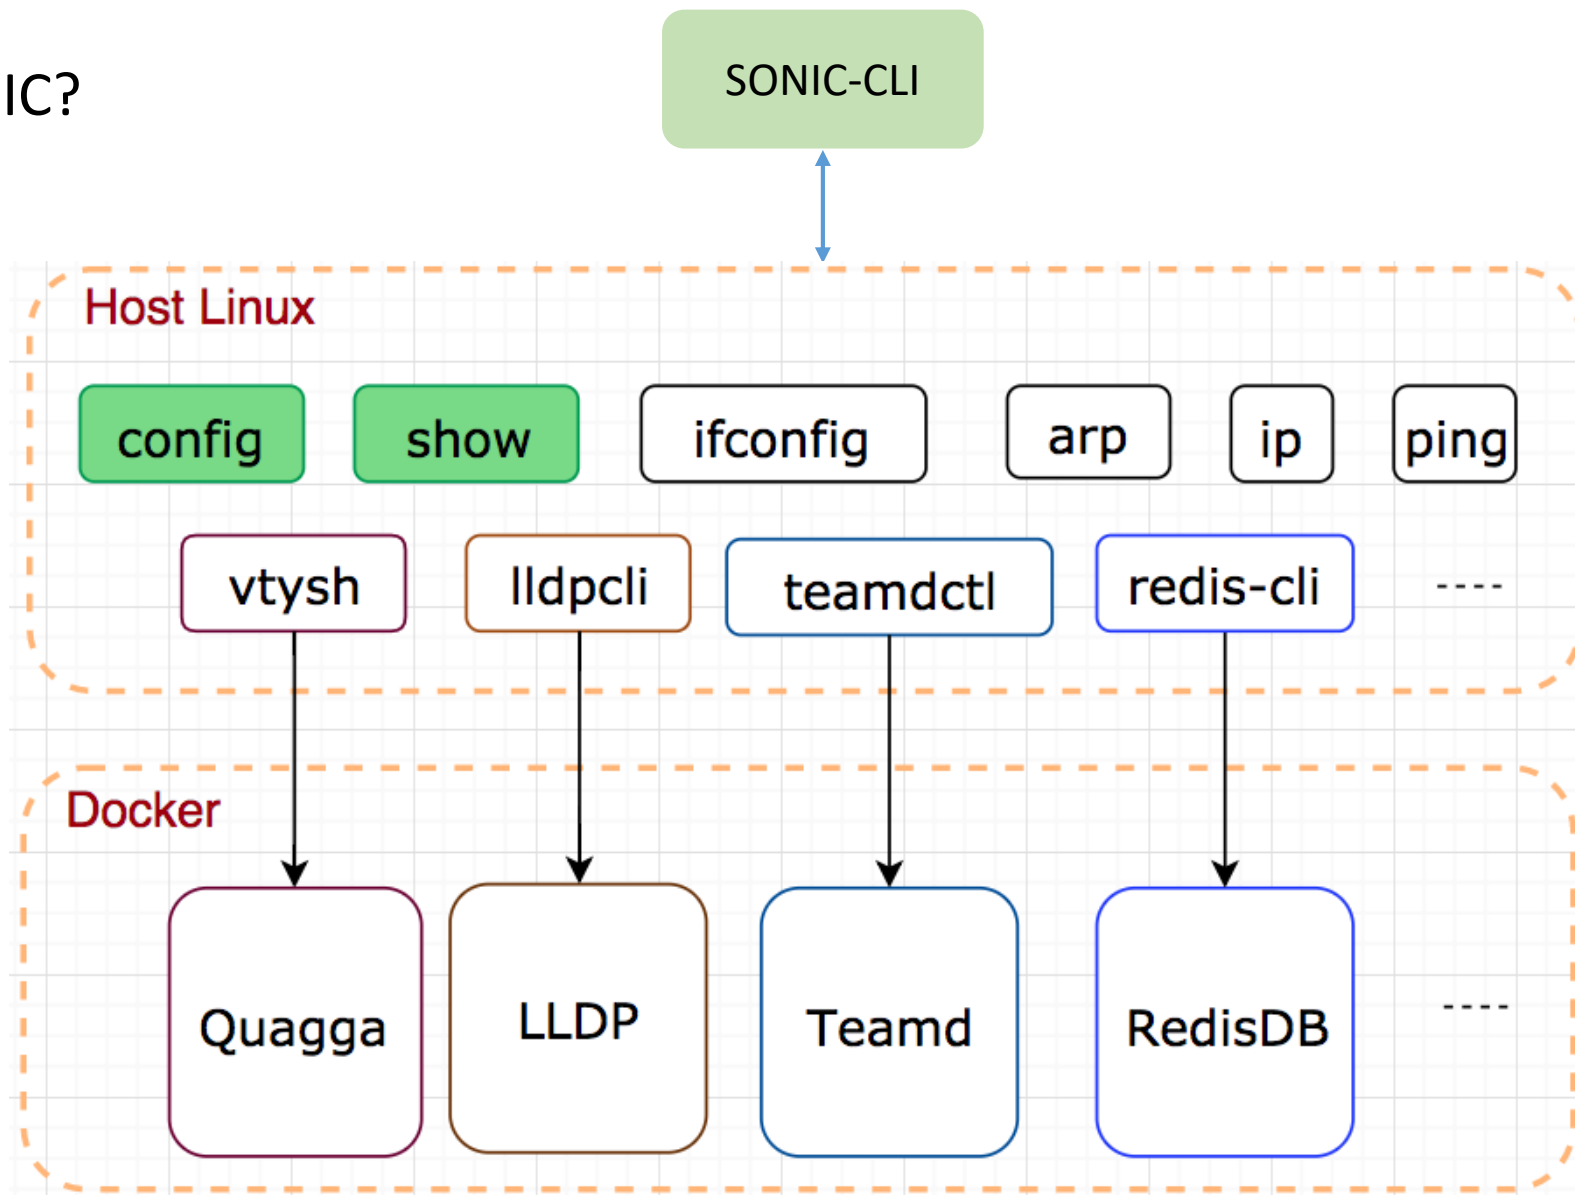 IC?
SONIC-CLI
Host Linux
config show ifconfig arp ip ping
vtysh lldpcli teamdctl redis-cli ----
Docker
Quagga LLDP Teamd RedisDB ----